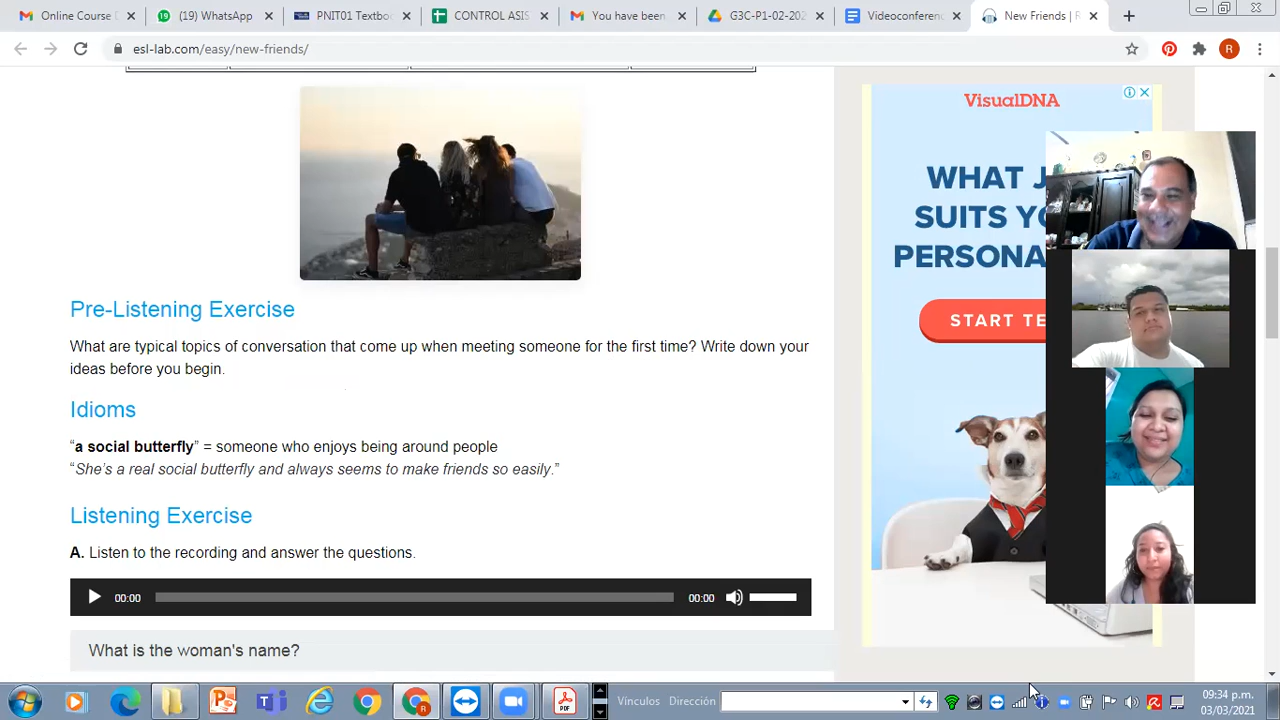 Online Course D
(19) WhatsApp
PNIT01 Textbo
CONTROL ASIS
You have been
G3C-P1-02-202
Videoconferen
New Friends | R
esl-lab.com/easy/new-friends/
R
VisualDNA
WHAT J
SUITS YO
PERSONA
START TE
Pre-Listening Exercise
What are typical topics of conversation that come up when meeting someone for the first time? Write down your
ideas before you begin.
Idioms
“a social butterfly” = someone who enjoys being around people
“She's a real social butterfly and always seems to make friends so easily.”
Listening Exercise
A. Listen to the recording and answer the questions.
00:00
00:00
What is the woman's name?
Vínculos
Dirección
09:34 p.m.
03/03/2021